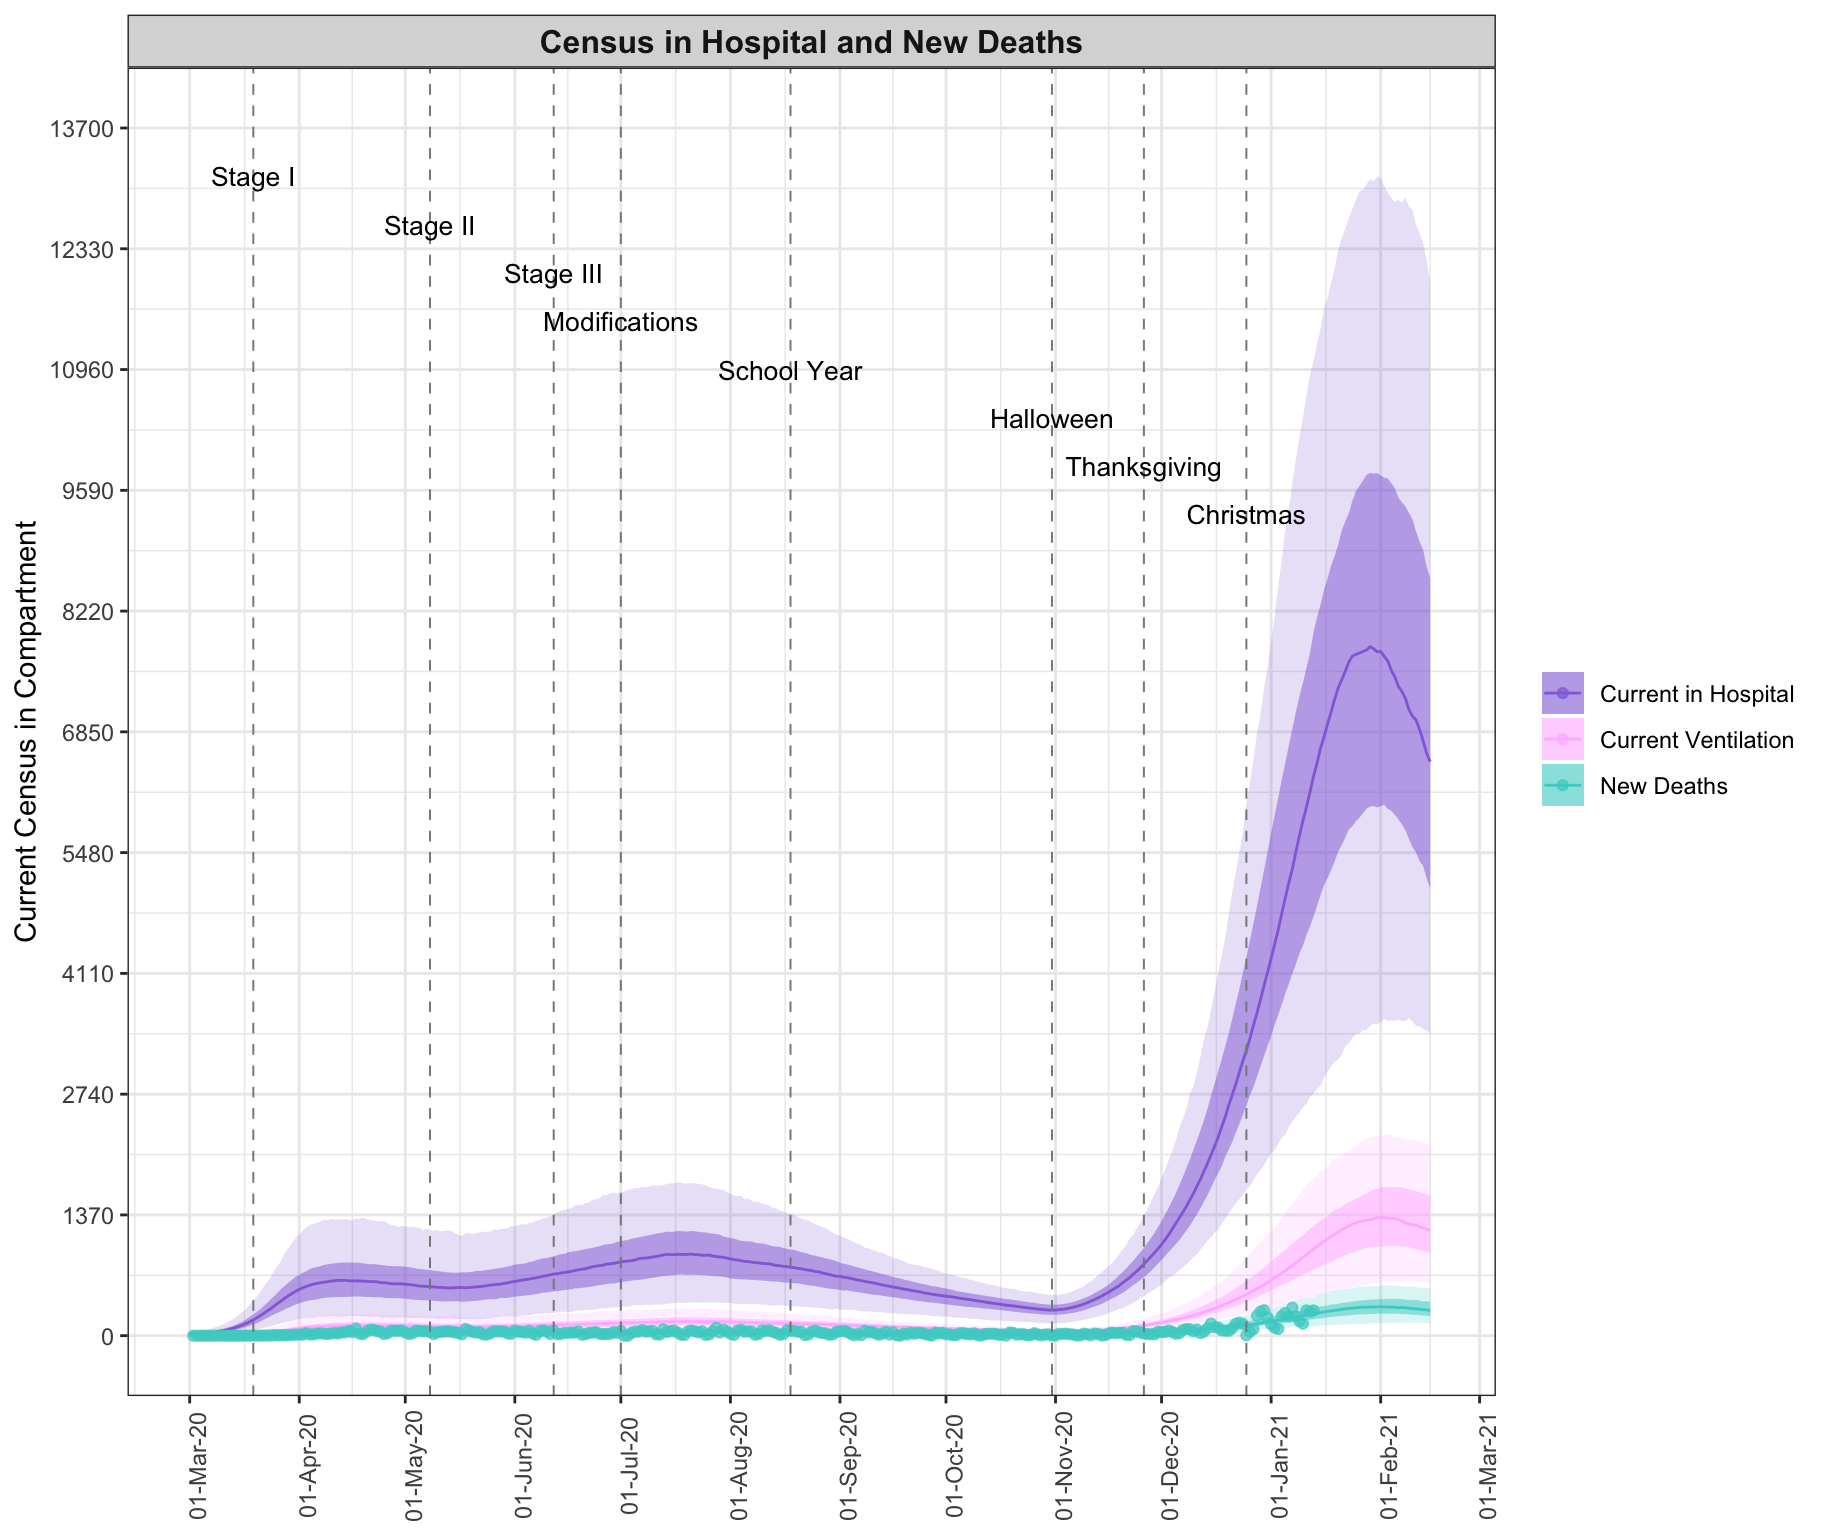 Census in Hospital and New Deaths
Current Census in Compartment
13700
12330
10960
9590
8220
6850
5480
4110
2740
1370
0
Stage I
Stage II
Stage III
Modifications
School Year
Halloween
Thanksgiving
Christmas
01-Mar-20
01-Apr-20
01-May-20
01-Jun-20
01-Jul-20
01-Aug-20
01-Sep-20
01-Oct-20
01-Nov-20
01-Dec-20
01-Jan-21
01-Feb-21
01-Mar-21
Current in Hospital
Current Ventilation
New Deaths